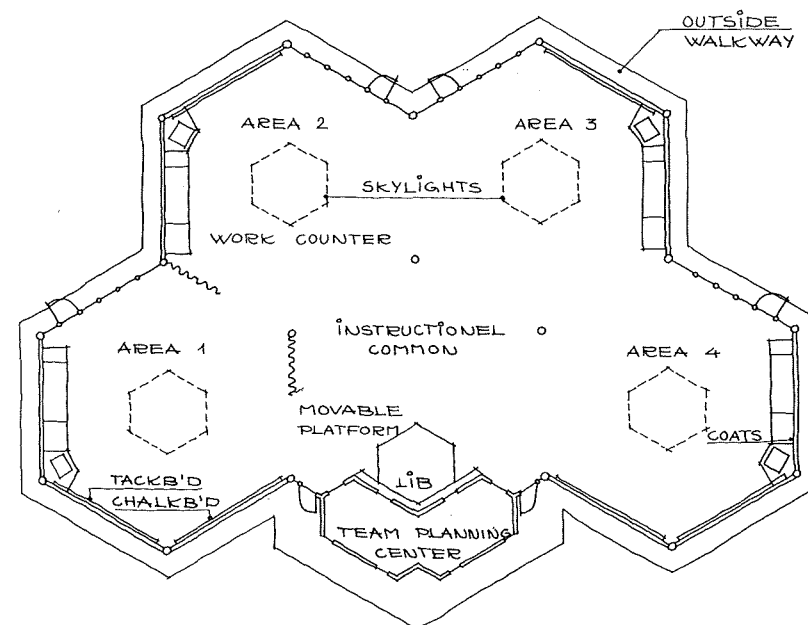 OUTSIDE
WALKWAY
AREA 2
AREA 3
SKYLIGHTS
WORK COUNTER
INSTRUCTIONEL
COMMON
AREA 1
AREA 4
MOVABLE
PLATFORM
COATS
LIB
TACKB'D
CHALKB'D
TEAM PLANNING
CENTER